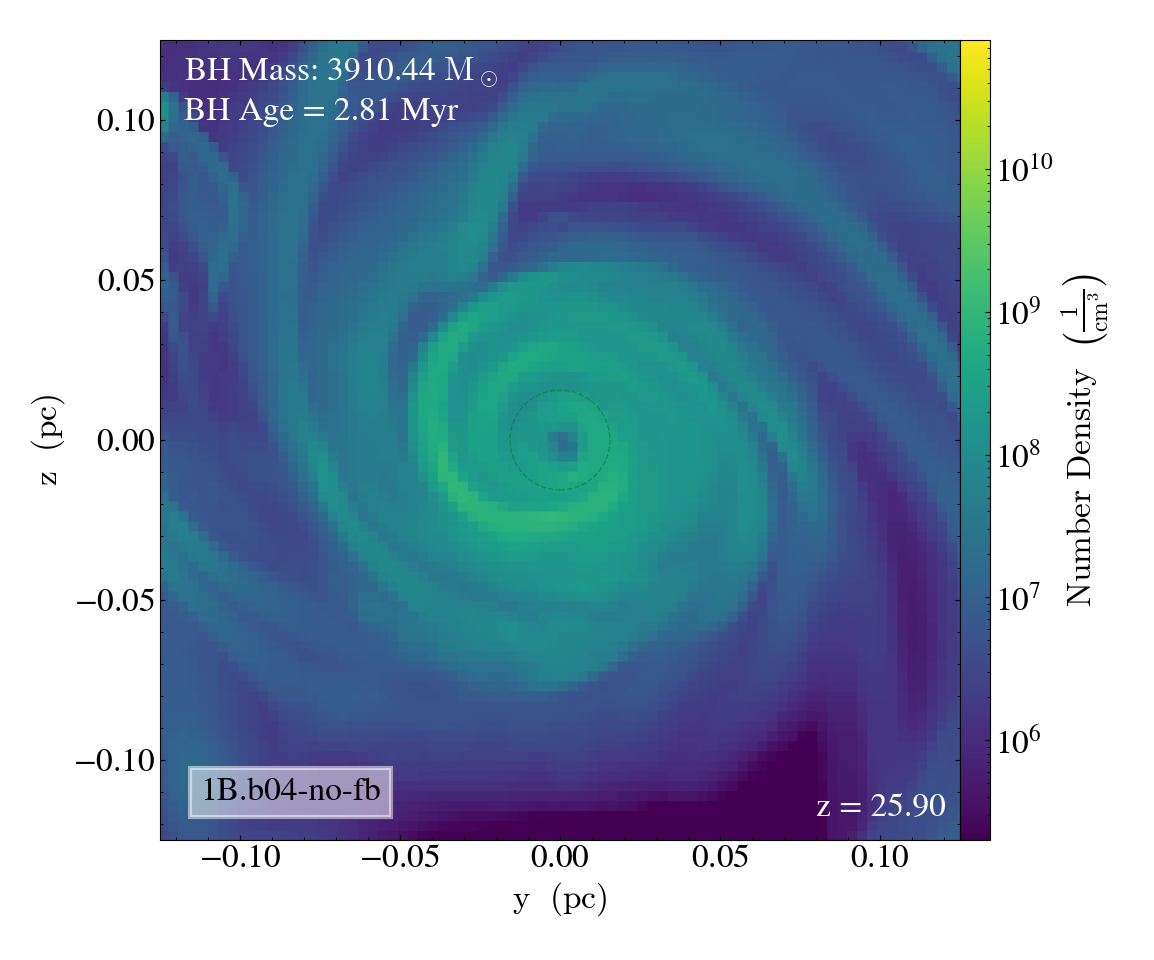 BH Mass: 3910.44 M⊙
BH Age = 2.81 Myr
0.10
0.05
0.00
−0.05
−0.10
z (pc)
1B.b04-no-fb
z = 25.90
−0.10 −0.05 0.00 0.05 0.10
y (pc)
10¹⁰
10⁹
10⁸
10⁷
10⁶
Number Density (1/cm³)